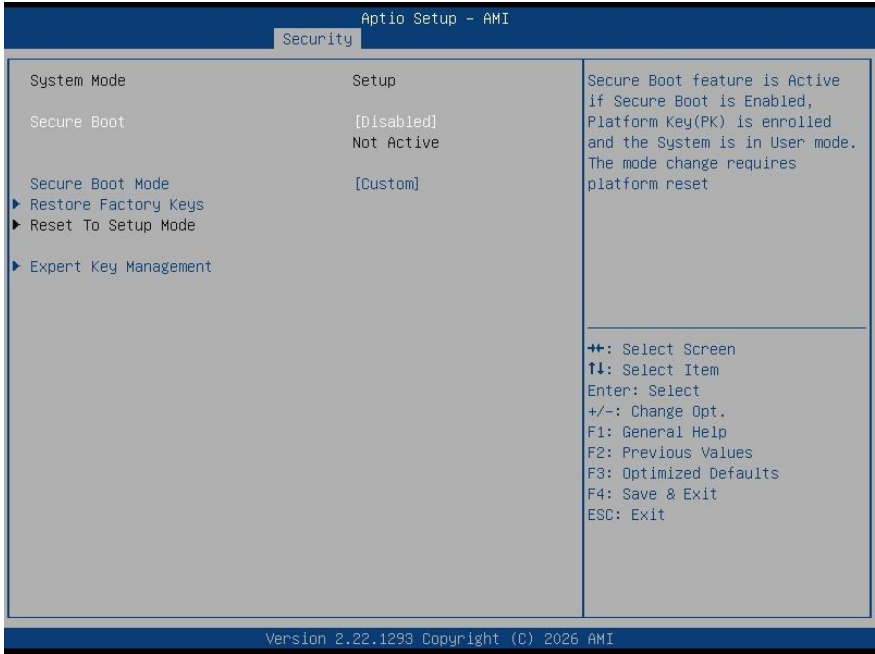 Aptio Setup - AMI
Security
System Mode Setup
Secure Boot [Disabled]
Not Active
Secure Boot Mode [Custom]
Restore Factory Keys
Reset To Setup Mode
Expert Key Management
Secure Boot feature is Active
if Secure Boot is Enabled,
Platform Key(PK) is enrolled
and the System is in User mode.
The mode change requires
platform reset
→←: Select Screen
↑↓: Select Item
Enter: Select
+/-: Change Opt.
F1: General Help
F2: Previous Values
F3: Optimized Defaults
F4: Save & Exit
ESC: Exit
Version 2.22.1293 Copyright (C) 2026 AMI